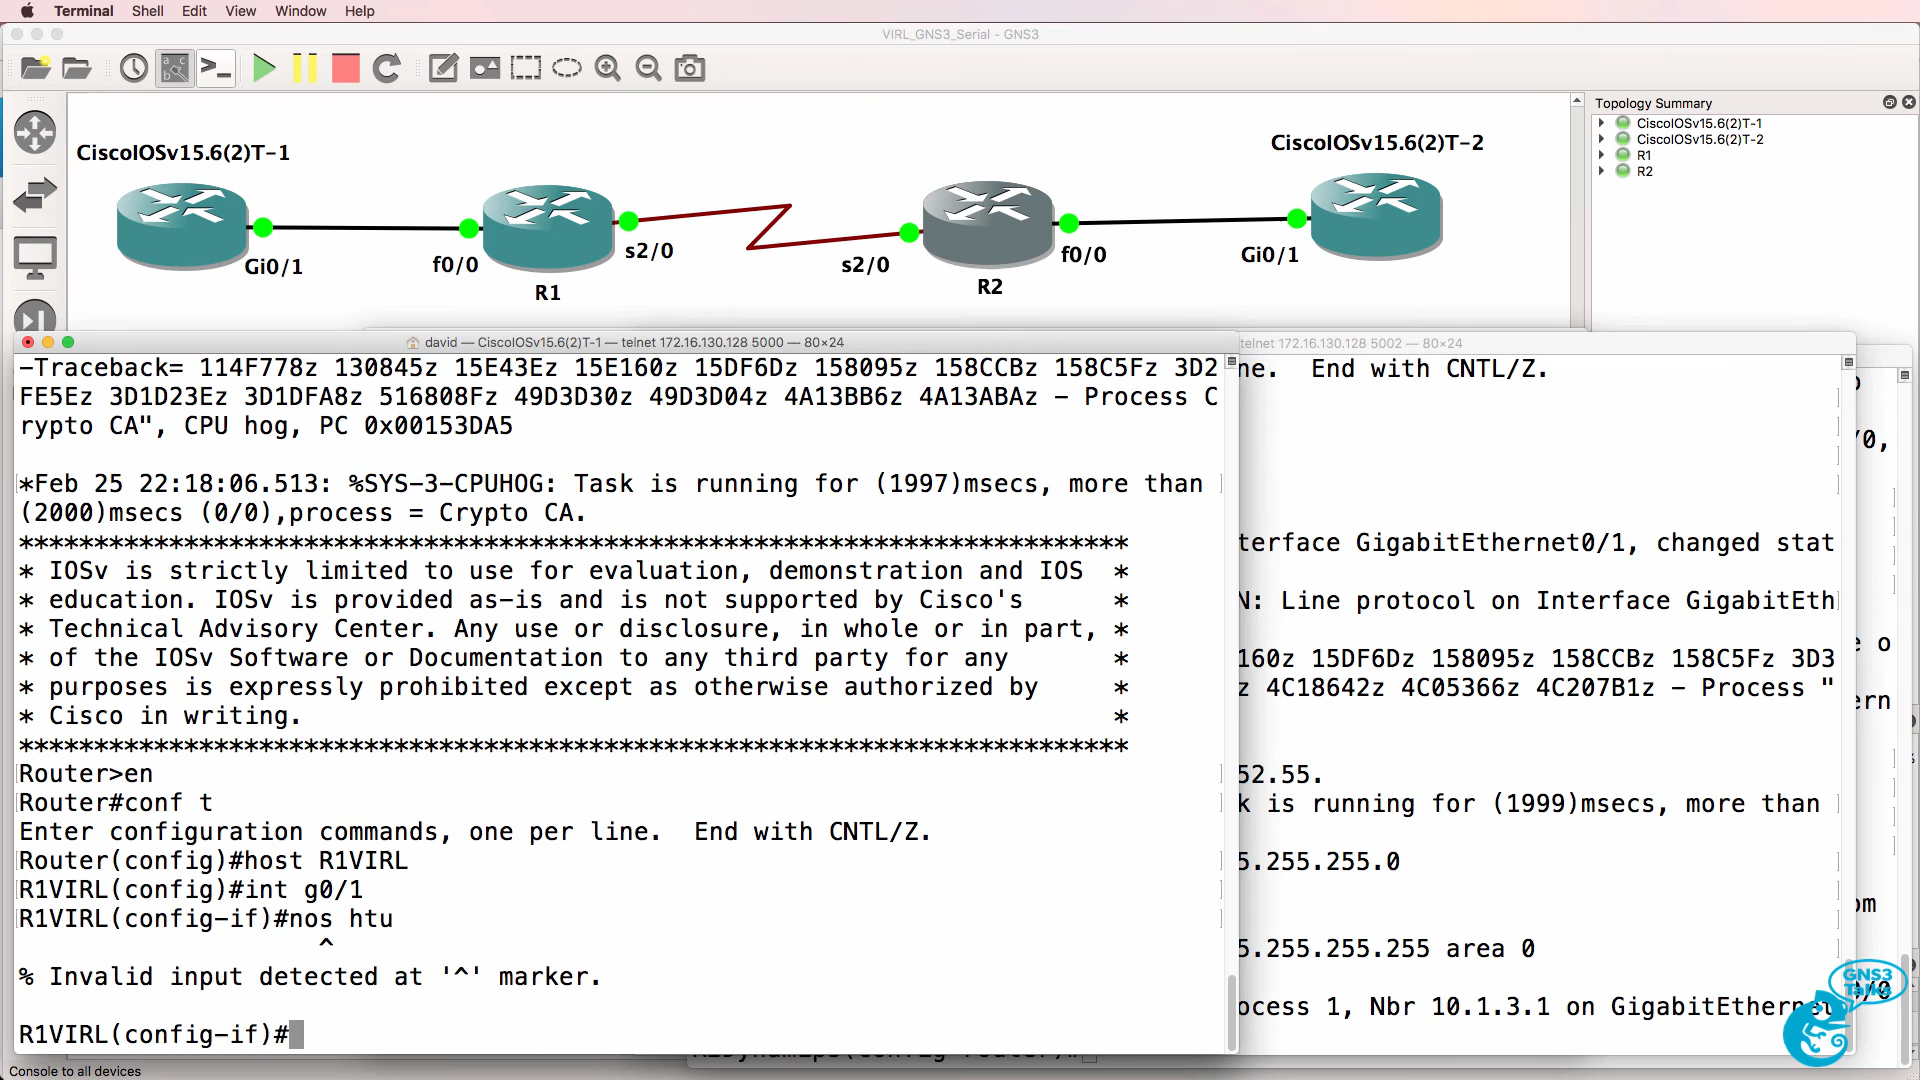 Terminal Shell Edit View Window Help
VIRL_GNS3_Serial - GNS3
Topology Summary
CiscoIOSv15.6(2)T-1
CiscoIOSv15.6(2)T-2
R1
R2
CiscoIOSv15.6(2)T-1
CiscoIOSv15.6(2)T-2
Gi0/1
f0/0
s2/0
R1
s2/0
f0/0
R2
Gi0/1
david — CiscoIOSv15.6(2)T-1 — telnet 172.16.130.128 5000 — 80×24
-Traceback= 114F778z 130845z 15E43Ez 15E160z 15DF6Dz 158095z 158CCBz 158C5Fz 3D2
FE5Ez 3D1D23Ez 3D1DFA8z 516808Fz 49D3D30z 49D3D04z 4A13BB6z 4A13ABAz - Process C
rypto CA", CPU hog, PC 0x00153DA5
*Feb 25 22:18:06.513: %SYS-3-CPUHOG: Task is running for (1997)msecs, more than
(2000)msecs (0/0),process = Crypto CA.
**************************************************************************
* IOSv is strictly limited to use for evaluation, demonstration and IOS  *
* education. IOSv is provided as-is and is not supported by Cisco's      *
* Technical Advisory Center. Any use or disclosure, in whole or in part, *
* of the IOSv Software or Documentation to any third party for any       *
* purposes is expressly prohibited except as otherwise authorized by     *
* Cisco in writing.                                                      *
**************************************************************************
Router>en
Router#conf t
Enter configuration commands, one per line.  End with CNTL/Z.
Router(config)#host R1VIRL
R1VIRL(config)#int g0/1
R1VIRL(config-if)#nos htu
                    ^
% Invalid input detected at '^' marker.
R1VIRL(config-if)#
telnet 172.16.130.128 5002 — 80×24
ne.  End with CNTL/Z.
terface GigabitEthernet0/1, changed stat
N: Line protocol on Interface GigabitEth
160z 15DF6Dz 158095z 158CCBz 158C5Fz 3D3
z 4C18642z 4C05366z 4C207B1z - Process "
52.55.
k is running for (1999)msecs, more than
5.255.255.0
5.255.255.255 area 0
ocess 1, Nbr 10.1.3.1 on GigabitEthernet
/0,
e o
ern
om
0/0
GNS3
Talks
Console to all devices